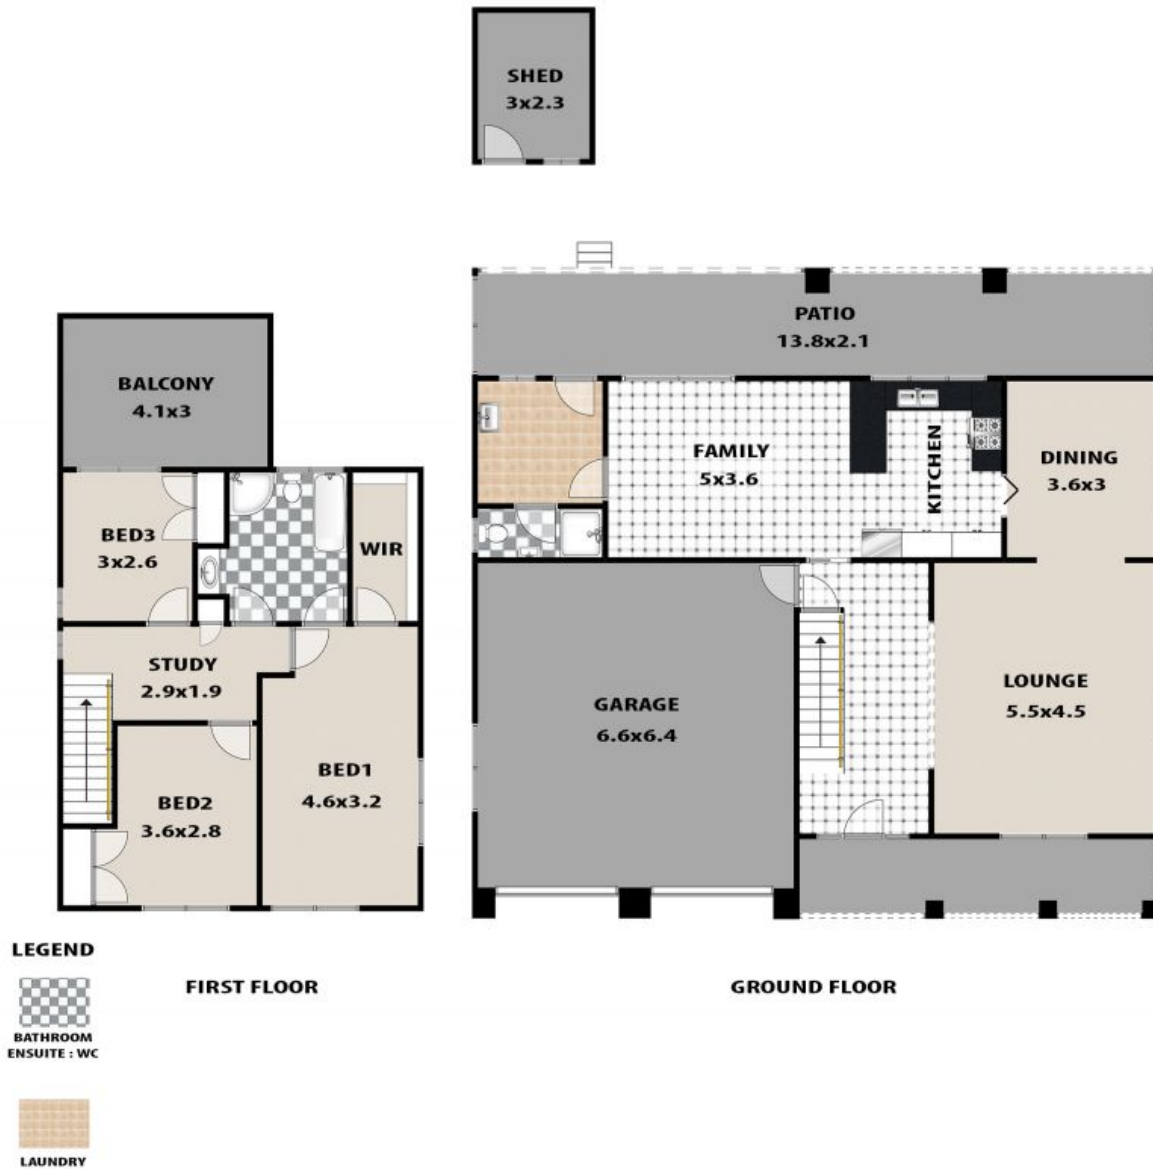 SHED
3x2.3
PATIO
13.8x2.1
BALCONY
4.1x3
FAMILY
5x3.6
KITCHEN
DINING
3.6x3
BED3
3x2.6
WIR
STUDY
2.9x1.9
GARAGE
6.6x6.4
LOUNGE
5.5x4.5
BED1
4.6x3.2
BED2
3.6x2.8
LEGEND
FIRST FLOOR
GROUND FLOOR
BATHROOM
ENSUITE : WC
LAUNDRY